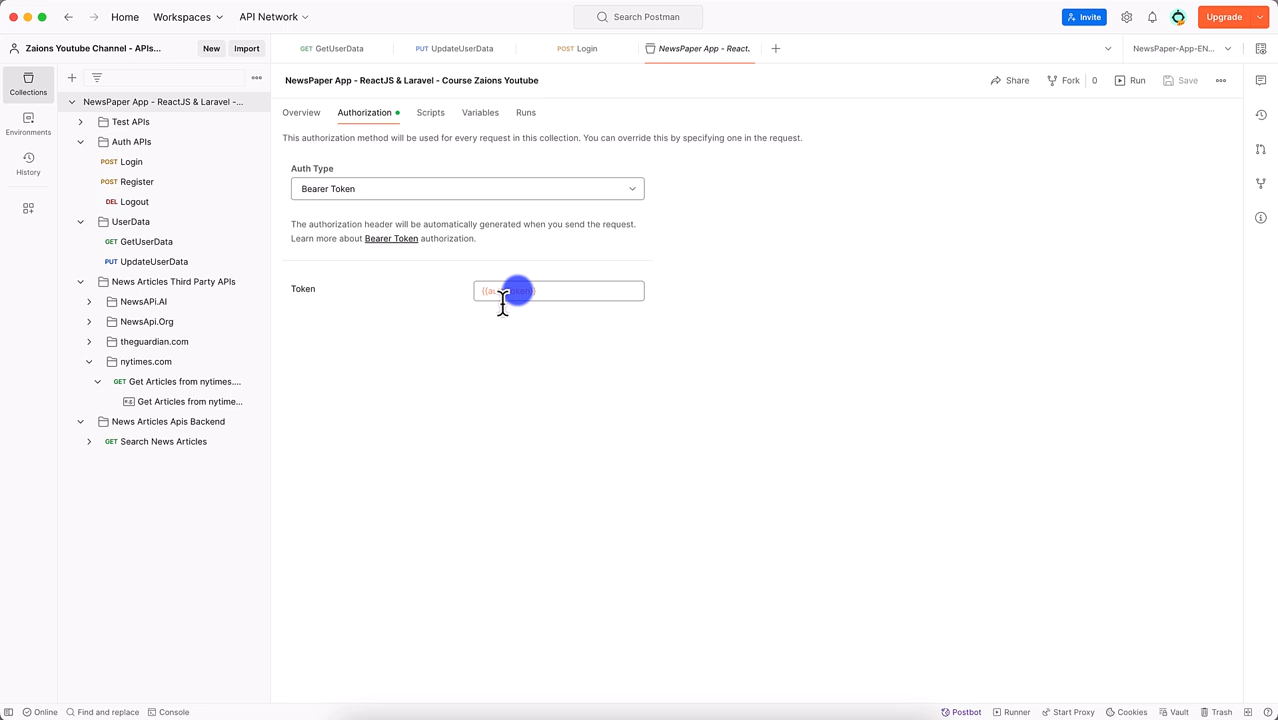 Home
Workspaces
API Network
Search Postman
Invite
Upgrade
Zaions Youtube Channel - APIs...
New
Import
GET GetUserData
PUT UpdateUserData
POST Login
NewsPaper App - React.
NewsPaper-App-EN...
Collections
Environments
History
NewsPaper App - ReactJS & Laravel -...
Test APIs
Auth APIs
POST Login
POST Register
DEL Logout
UserData
GET GetUserData
PUT UpdateUserData
News Articles Third Party APIs
NewsAPi.AI
NewsApi.Org
theguardian.com
nytimes.com
GET Get Articles from nytimes....
Get Articles from nytime...
News Articles Apis Backend
GET Search News Articles
NewsPaper App - ReactJS & Laravel - Course Zaions Youtube
Share
Fork 0
Run
Save
Overview
Authorization
Scripts
Variables
Runs
This authorization method will be used for every request in this collection. You can override this by specifying one in the request.
Auth Type
Bearer Token
The authorization header will be automatically generated when you send the request.
Learn more about Bearer Token authorization.
Token
Online
Find and replace
Console
Postbot
Runner
Start Proxy
Cookies
Vault
Trash